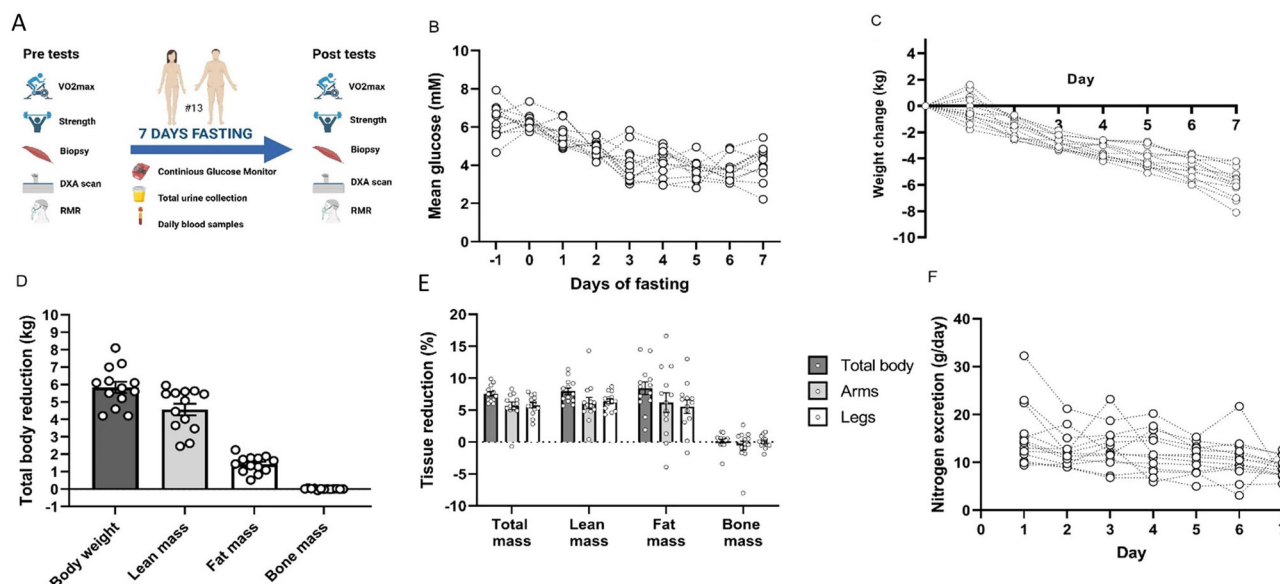 A
Pre tests
VO2max
Strength
Biopsy
DXA scan
RMR
#13
7 DAYS FASTING
Continious Glucose Monitor
Total urine collection
Daily blood samples
Post tests
VO2max
Strength
Biopsy
DXA scan
RMR
B
Mean glucose (mM)
10
8
6
4
2
0
-1 0 1 2 3 4 5 6 7
Days of fasting
C
Weight change (kg)
4
2
0
-2
-4
-6
-8
-10
Day
3 4 5 6 7
D
Total body reduction (kg)
10
9
8
7
6
5
4
3
2
1
0
-1
Body weight
Lean mass
Fat mass
Bone mass
E
Tissue reduction (%)
20
15
10
5
0
-5
-10
Total
mass
Lean
mass
Fat
mass
Bone
mass
Total body
Arms
Legs
F
Nitrogen excretion (g/day)
40
30
20
10
0
0 1 2 3 4 5 6 7
Day